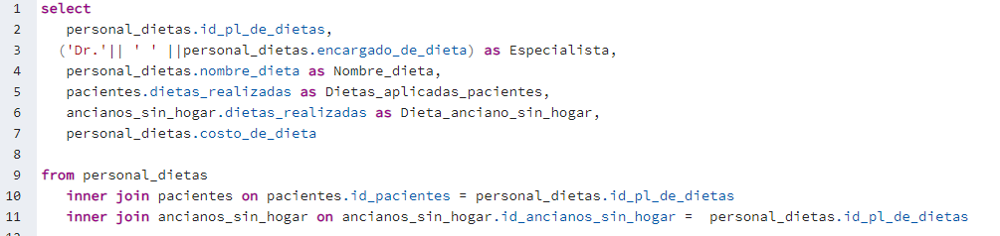 1 select
2 personal_dietas.id_pl_de_dietas,
3 ('Dr.'|| ' ' ||personal_dietas.encargado_de_dieta) as Especialista,
4 personal_dietas.nombre_dieta as Nombre_dieta,
5 pacientes.dietas_realizadas as Dietas_aplicadas_pacientes,
6 ancianos_sin_hogar.dietas_realizadas as Dieta_anciano_sin_hogar,
7 personal_dietas.costo_de_dieta
8
9 from personal_dietas
10 inner join pacientes on pacientes.id_pacientes = personal_dietas.id_pl_de_dietas
11 inner join ancianos_sin_hogar on ancianos_sin_hogar.id_ancianos_sin_hogar =  personal_dietas.id_pl_de_dietas